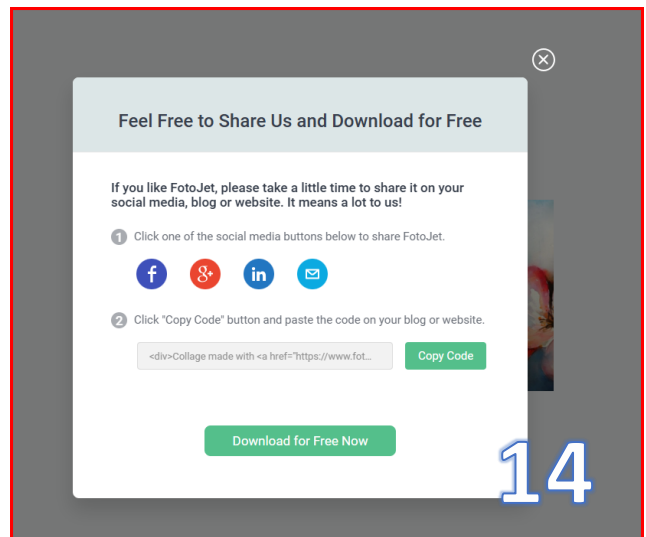 Feel Free to Share Us and Download for Free
If you like FotoJet, please take a little time to share it on your
social media, blog or website. It means a lot to us!
1 Click one of the social media buttons below to share FotoJet.
f 8+ in
2 Click "Copy Code" button and paste the code on your blog or website.
<div>Collage made with <a href="https://www.fot... Copy Code
Download for Free Now
14